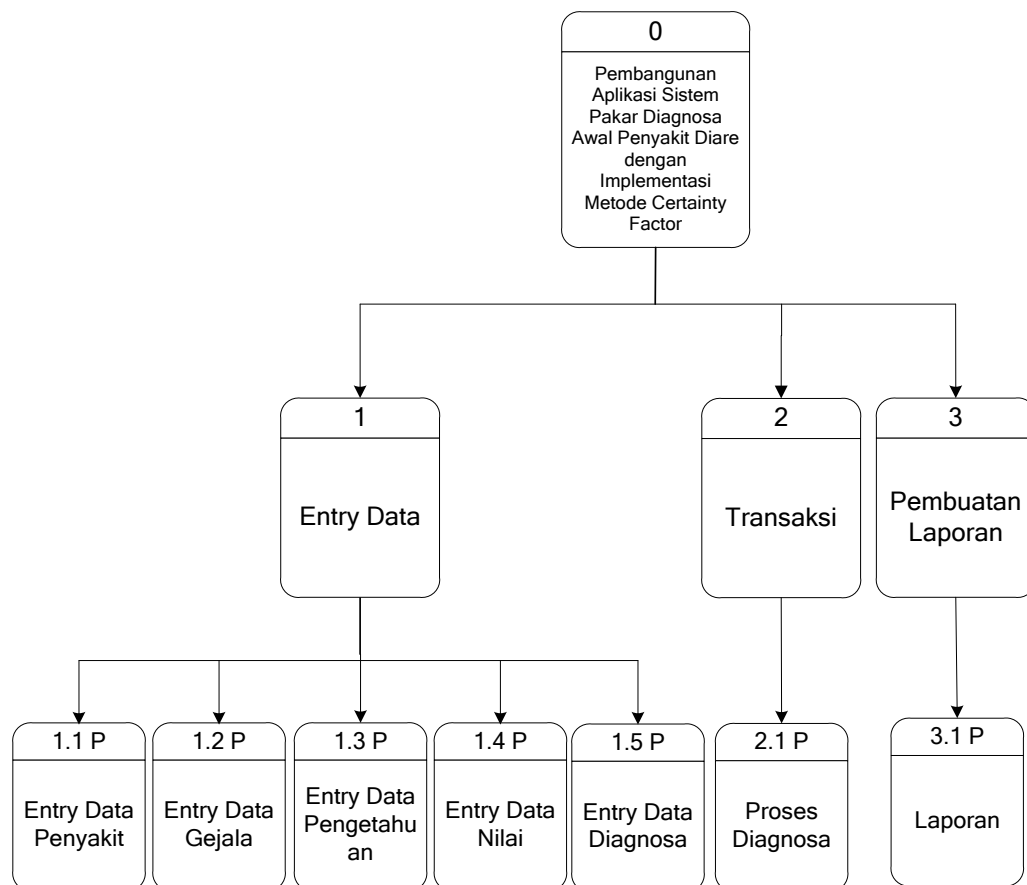 0
Pembangunan
Aplikasi Sistem
Pakar Diagnosa
Awal Penyakit Diare
dengan
Implementasi
Metode Certainty
Factor
1
Entry Data
2
Transaksi
3
Pembuatan
Laporan
1.1 P
Entry Data
Penyakit
1.2 P
Entry Data
Gejala
1.3 P
Entry Data
Pengetahu
an
1.4 P
Entry Data
Nilai
1.5 P
Entry Data
Diagnosa
2.1 P
Proses
Diagnosa
3.1 P
Laporan